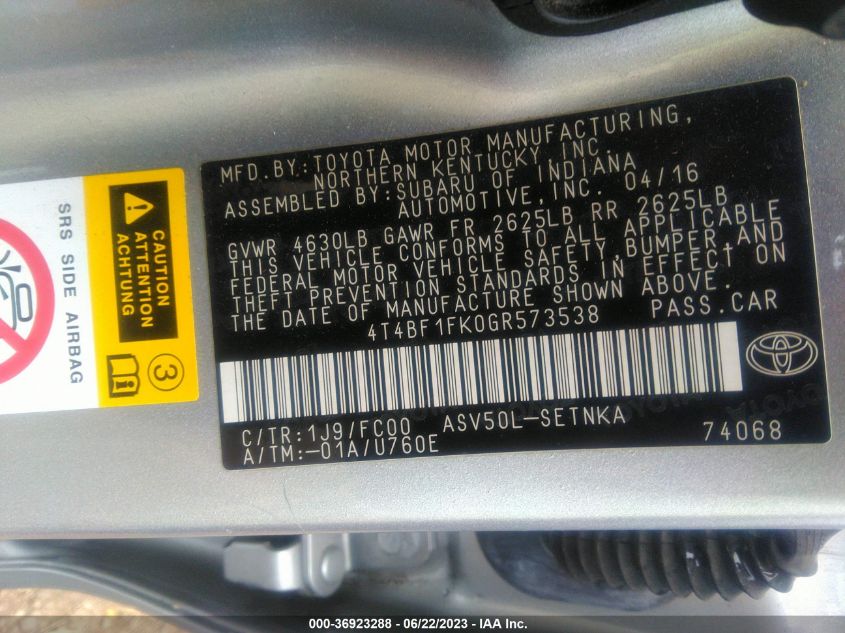 MFD.BY:TOYOTA MOTOR MANUFACTURING,
NORTHERN KENTUCKY, INC.
ASSEMBLED BY:SUBARU OF INDIANA
AUTOMOTIVE,INC. 04/16
GVWR 4630LB GAWR FR 2625LB RR 2625LB
THIS VEHICLE CONFORMS TO ALL APPLICABLE
FEDERAL MOTOR VEHICLE SAFETY,BUMPER,AND
THEFT PREVENTION STANDARDS IN EFFECT ON
THE DATE OF MANUFACTURE SHOWN ABOVE.
4T4BF1FK0GR573538 PASS.CAR
C/TR:1J9/FC00 ASV50L-SETNKA
A/TM:-01A/U760E 74068
SRS SIDE AIRBAG
CAUTION
ATTENTION
ACHTUNG
3
000-36923288 - 06/22/2023 - IAA Inc.